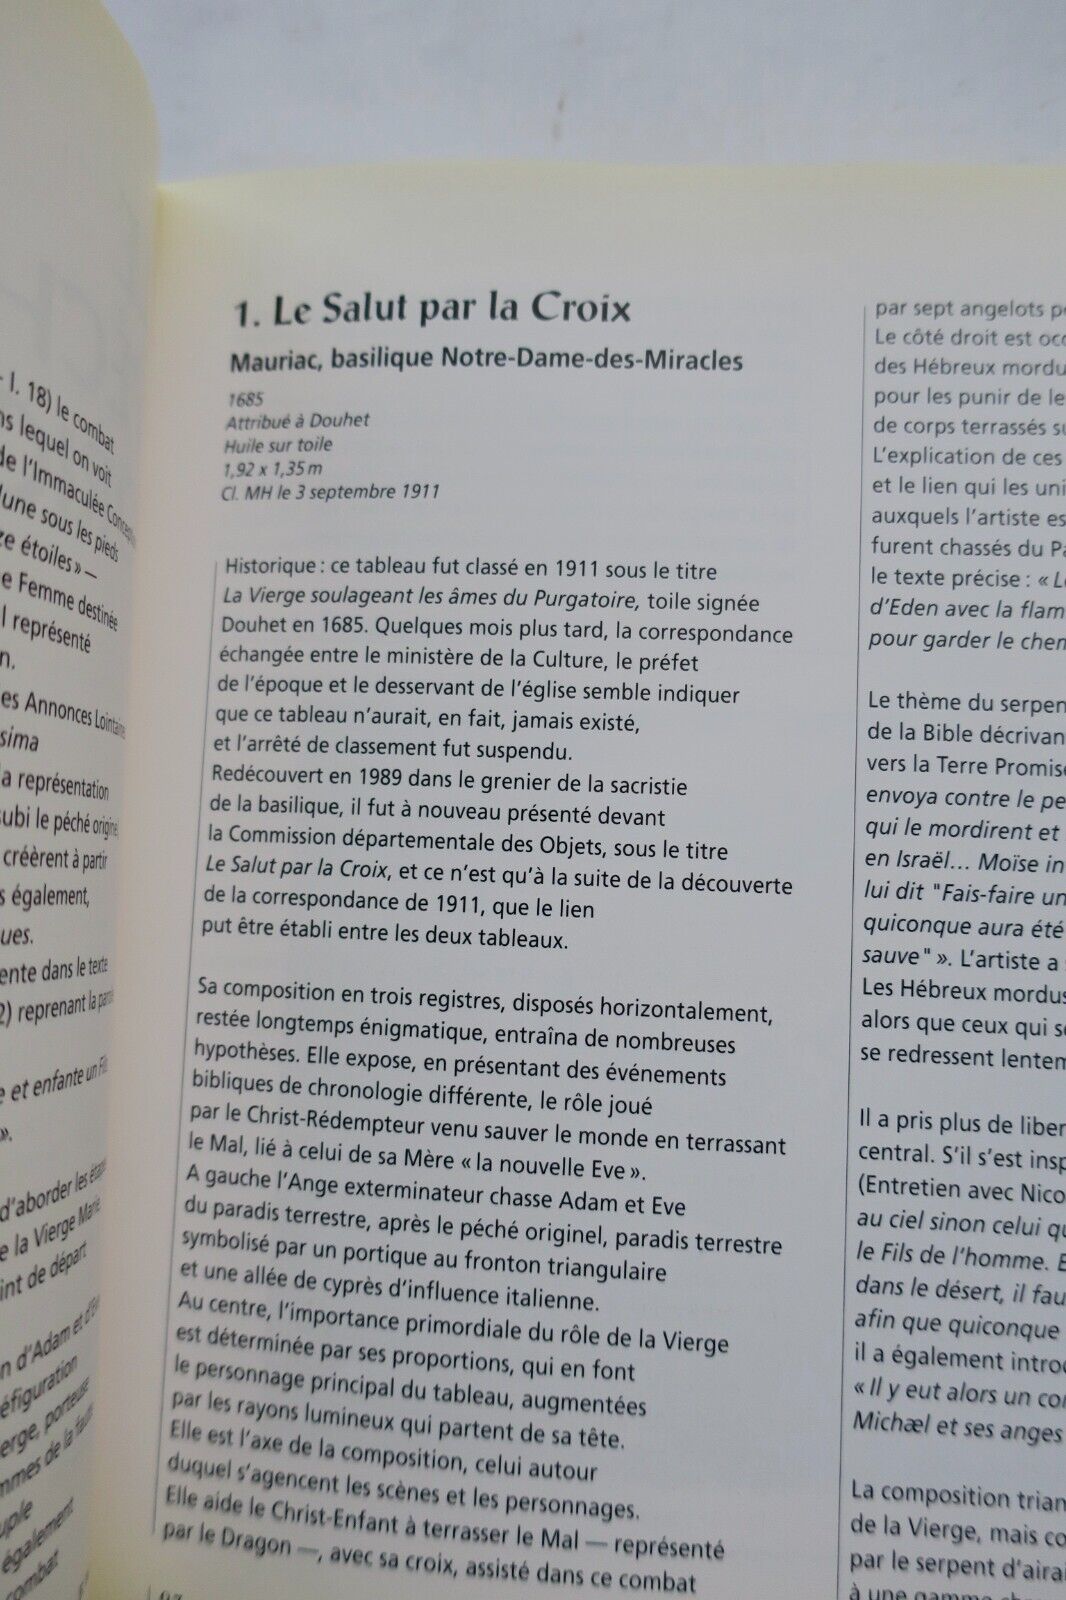 l. 18) le combat
lequel on voit
de l'Immaculée
lune sous les pieds
étoiles » —
Femme destinée
représenté
Annonces
représentation
subi le péché
créèrent à partir
également,
dans le texte
2) reprenant la
et enfante un
».
d'aborder les
la Vierge Marie
de départ
d'Adam et
porteuse
de la
également
combat
1. Le Salut par la Croix
Mauriac, basilique Notre-Dame-des-Miracles
1685
Attribué à Douhet
Huile sur toile
1,92 x 1,35 m
Cl. MH le 3 septembre 1911
Historique : ce tableau fut classé en 1911 sous le titre
La Vierge soulageant les âmes du Purgatoire, toile signée
Douhet en 1685. Quelques mois plus tard, la correspondance
échangée entre le ministère de la Culture, le préfet
de l'époque et le desservant de l'église semble indiquer
que ce tableau n'aurait, en fait, jamais existé,
et l'arrêté de classement fut suspendu.
Redécouvert en 1989 dans le grenier de la sacristie
de la basilique, il fut à nouveau présenté devant
la Commission départementale des Objets, sous le titre
Le Salut par la Croix, et ce n'est qu'à la suite de la découverte
de la correspondance de 1911, que le lien
put être établi entre les deux tableaux.
Sa composition en trois registres, disposés horizontalement,
restée longtemps énigmatique, entraîna de nombreuses
hypothèses. Elle expose, en présentant des événements
bibliques de chronologie différente, le rôle joué
par le Christ-Rédempteur venu sauver le monde en terrassant
le Mal, lié à celui de sa Mère « la nouvelle Eve ».
A gauche l'Ange exterminateur chasse Adam et Eve
du paradis terrestre, après le péché originel, paradis terrestre
symbolisé par un portique au fronton triangulaire
et une allée de cyprès d'influence italienne.
Au centre, l'importance primordiale du rôle de la Vierge
est déterminée par ses proportions, qui en font
le personnage principal du tableau, augmentées
par les rayons lumineux qui partent de sa tête.
Elle est l'axe de la composition, celui autour
duquel s'agencent les scènes et les personnages.
Elle aide le Christ-Enfant à terrasser le Mal — représenté
par le Dragon —, avec sa croix, assisté dans ce combat
par sept angelots
Le côté droit est
des Hébreux
pour les punir de
de corps terrassés
L'explication de ces
et le lien qui les
auxquels l'artiste
furent chassés du
le texte précise : «
d'Eden avec la
pour garder le
Le thème du
de la Bible
vers la Terre
envoya contre le
qui le mordirent et
en Israël... Moïse
lui dit "Fais-faire
quiconque aura été
sauve" ». L'artiste a
Les Hébreux
alors que ceux qui
se redressent
Il a pris plus de
central. S'il s'est
(Entretien avec
au ciel sinon celui
le Fils de l'homme.
dans le désert, il
afin que quiconque
il a également
« Il y eut alors un
Michæl et ses anges
La composition
de la Vierge, mais
par le serpent
à une gamme